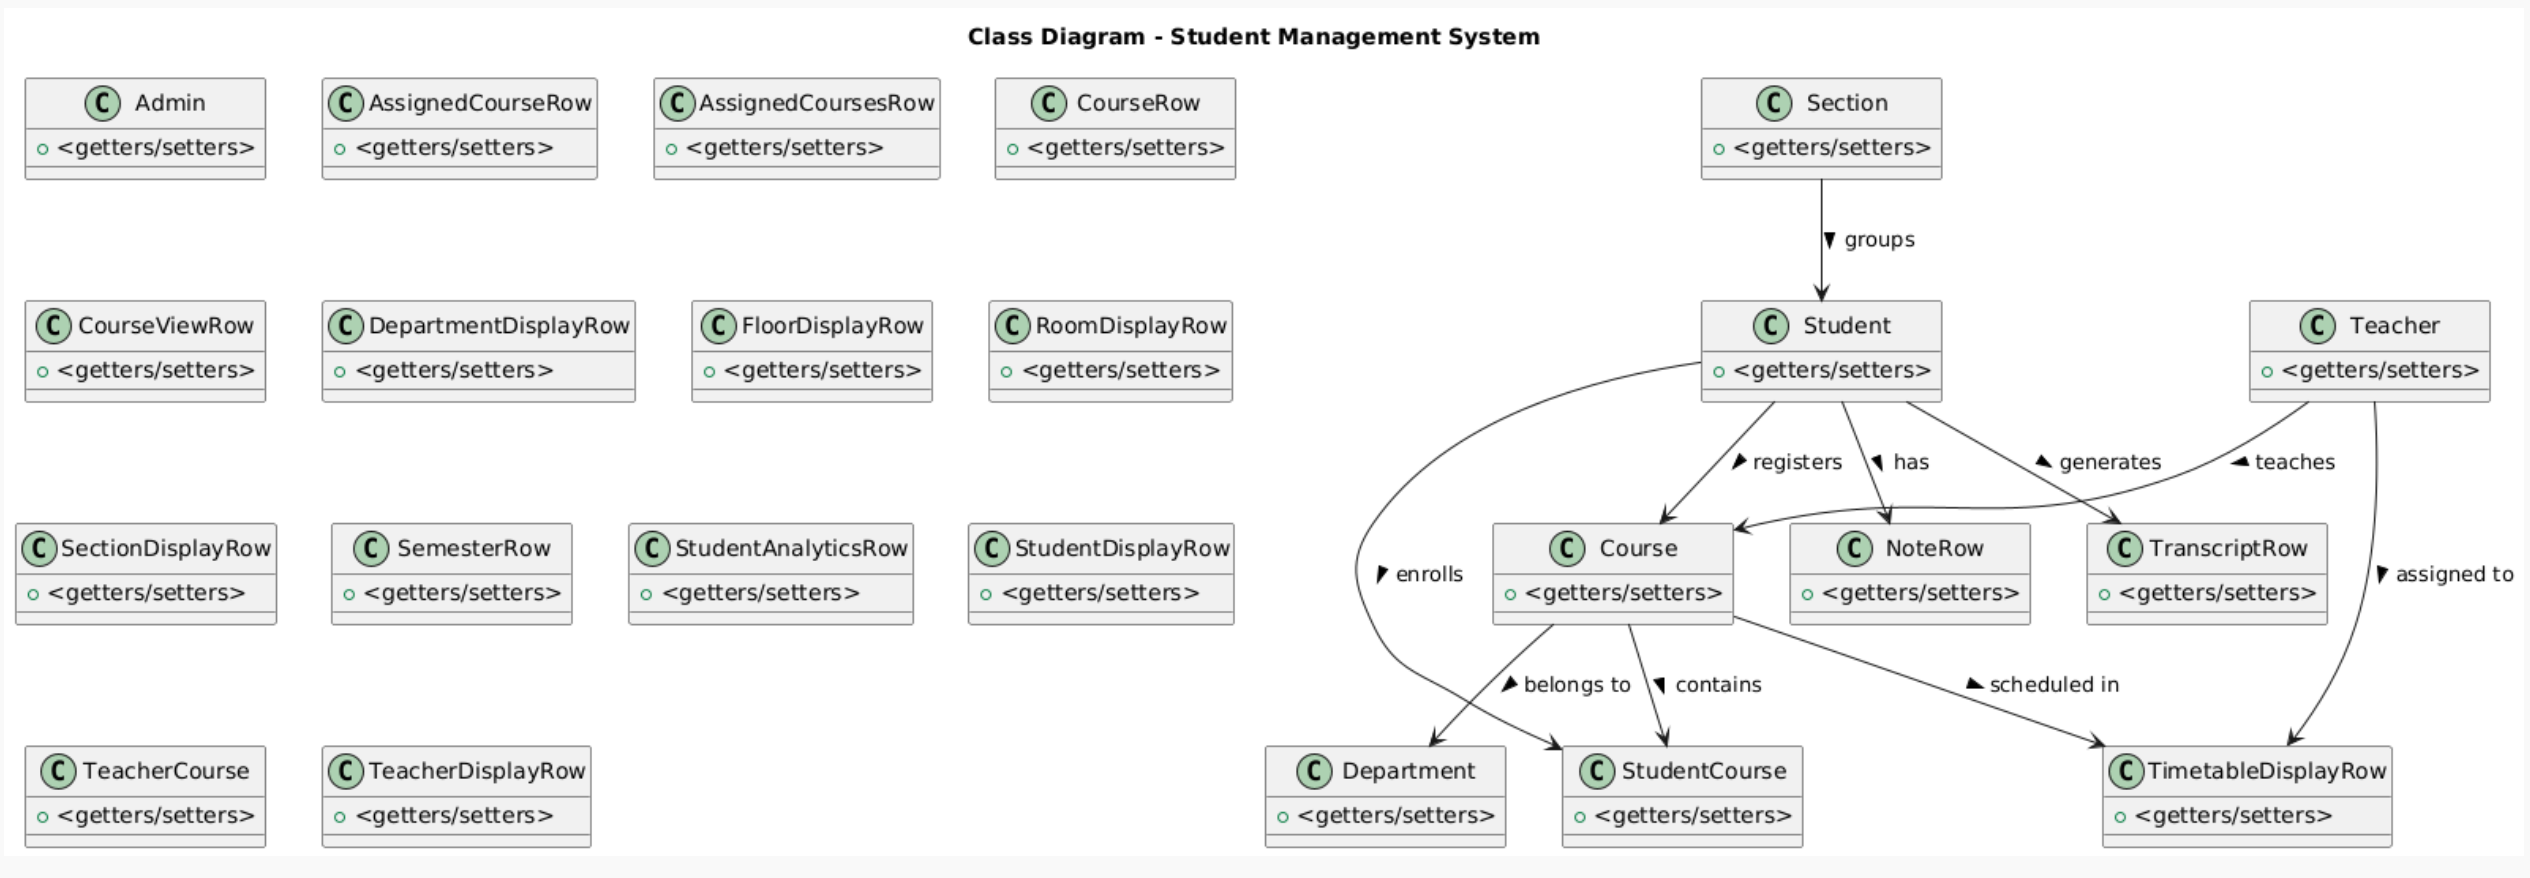 Class Diagram - Student Management System
C Admin
<getters/setters>
C AssignedCourseRow
<getters/setters>
C AssignedCoursesRow
<getters/setters>
C CourseRow
<getters/setters>
C Section
<getters/setters>
groups
C CourseViewRow
<getters/setters>
C DepartmentDisplayRow
<getters/setters>
C FloorDisplayRow
<getters/setters>
C RoomDisplayRow
<getters/setters>
C Student
<getters/setters>
C Teacher
<getters/setters>
registers
has
generates
teaches
C SectionDisplayRow
<getters/setters>
C SemesterRow
<getters/setters>
C StudentAnalyticsRow
<getters/setters>
C StudentDisplayRow
<getters/setters>
enrolls
C Course
<getters/setters>
C NoteRow
<getters/setters>
C TranscriptRow
<getters/setters>
assigned to
belongs to
contains
scheduled in
C TeacherCourse
<getters/setters>
C TeacherDisplayRow
<getters/setters>
C Department
<getters/setters>
C StudentCourse
<getters/setters>
C TimetableDisplayRow
<getters/setters>